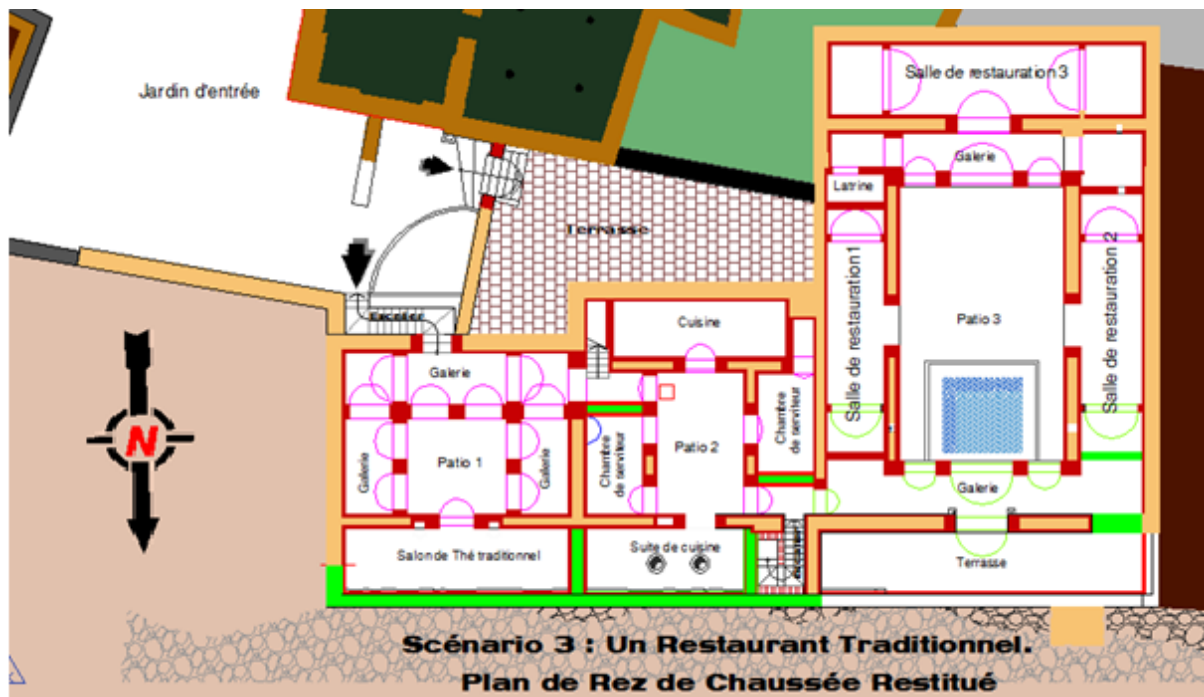 Jardin d'entrée
Salle de restauration 3
Galerie
Latrine
Terrasse
Salle de restauration 1
Salle de restauration 2
Patio 3
Escalier
Cuisine
Galerie
Chambre
de serviteur
Patio 2
Chambre
de serviteur
Galerie
Patio 1
Galerie
Galerie
Salon de Thé traditionnel
Suite de cuisine
Terrasse
N
Scénario 3 : Un Restaurant Traditionnel.
Plan de Rez de Chaussée Restitué